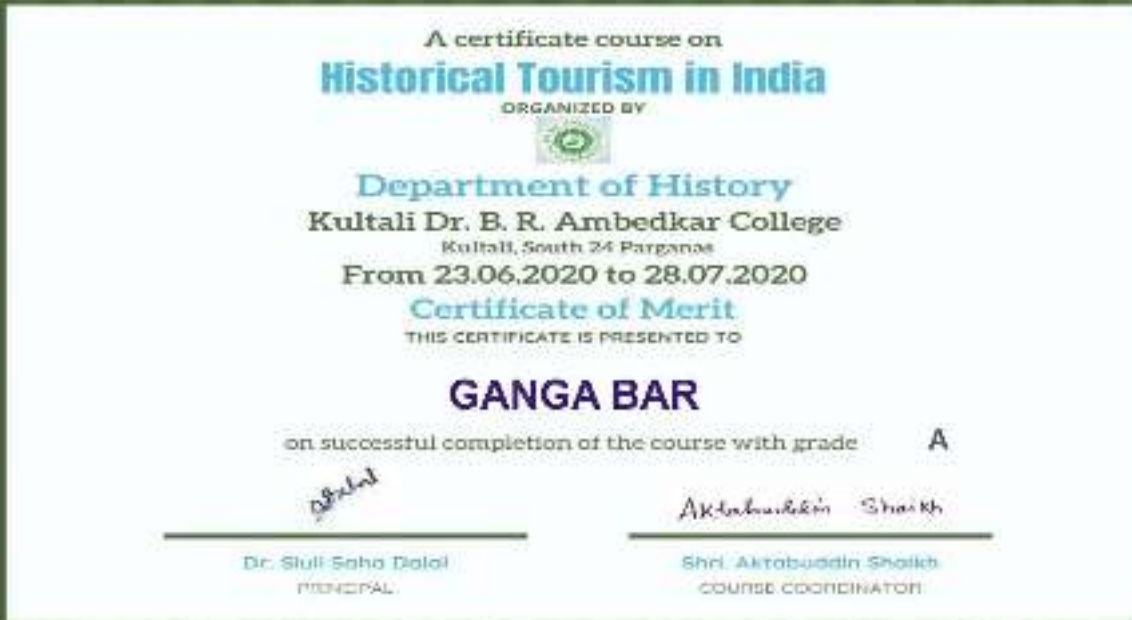 A certificate course on
Historical Tourism in India
ORGANIZED BY
Department of History
Kultali Dr. B. R. Ambedkar College
Kultali, South 24 Parganas
From 23.06.2020 to 28.07.2020
Certificate of Merit
THIS CERTIFICATE IS PRESENTED TO
GANGA BAR
on successful completion of the course with grade A
Aktabuddin Shaikh
Dr. Siuli Saha Dalal Shri. Aktabuddin Shaikh
PRINCIPAL COURSE COORDINATOR